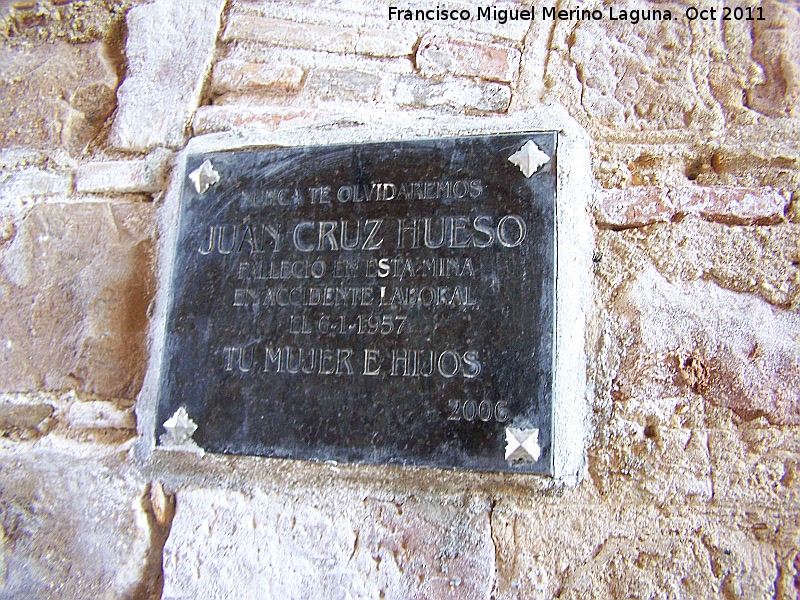 Francisco Miguel Merino Laguna. Oct 2011
NUNCA TE OLVIDAREMOS
JUAN CRUZ HUESO
FALLECIÓ EN ESTA MINA
EN ACCIDENTE LABORAL
EL 6-1-1957
TU MUJER E HIJOS
2006